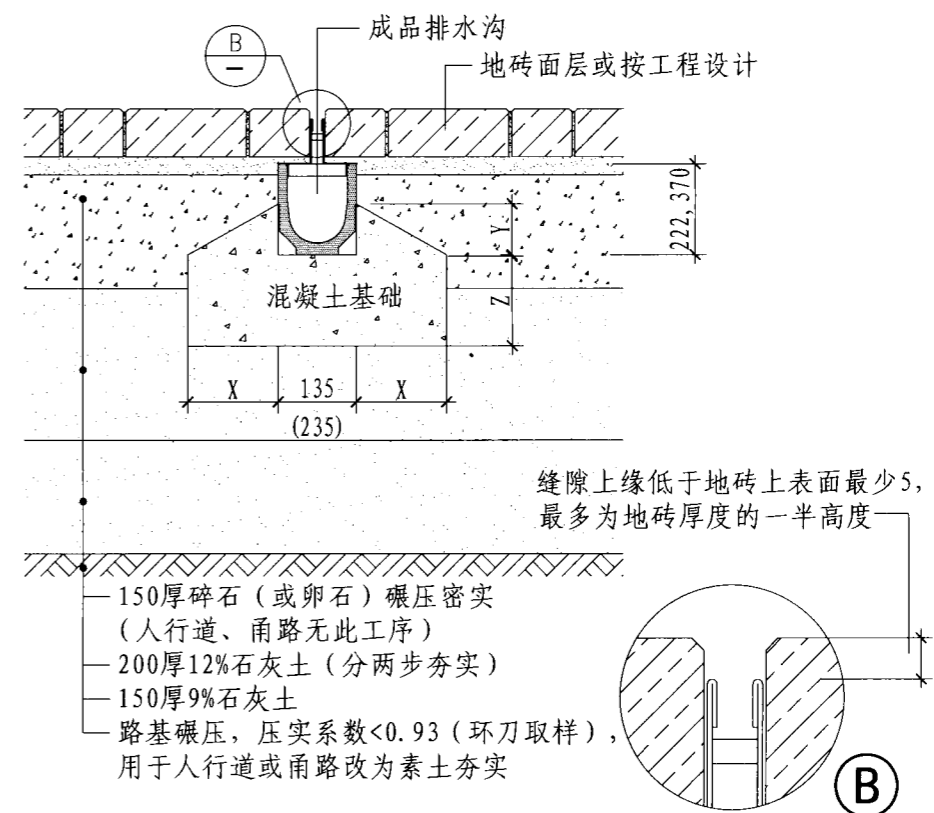 成品排水沟
B
—
地砖面层或按工程设计
222,370
Y
混凝土基础
Z
X
135
X
(235)
缝隙上缘低于地砖上表面最少5,
最多为地砖厚度的一半高度
150厚碎石（或卵石）碾压密实
（人行道、甬路无此工序）
200厚12%石灰土（分两步夯实）
150厚9%石灰土
路基碾压，压实系数<0.93（环刀取样），
用于人行道或甬路改为素土夯实
B